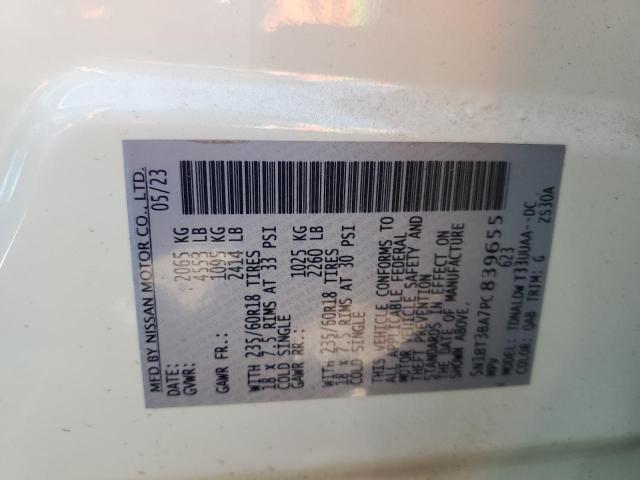 MFD BY NISSAN MOTOR CO., LTD.
DATE: 05/23
GVWR: 2065 KG
4553 LB
GAWR FR.: 1095 KG
2414 LB
WITH 235/60R18 TIRES
18 x 7.5 RIMS AT 33 PSI
COLD SINGLE
GAWR RR.: 1025 KG
2260 LB
WITH 235/60R18 TIRES
18 x 7.5 RIMS AT 30 PSI
COLD SINGLE
THIS VEHICLE CONFORMS TO
ALL APPLICABLE FEDERAL
MOTOR VEHICLE SAFETY AND
THEFT PREVENTION
STANDARDS IN EFFECT ON
THE DATE OF MANUFACTURE
SHOWN ABOVE.
5N1BT3BA7PC839655
MPV 623
MODEL: TDMALDW T33UUAA--DC
COLOR: QAB TRIM: G ZS30A